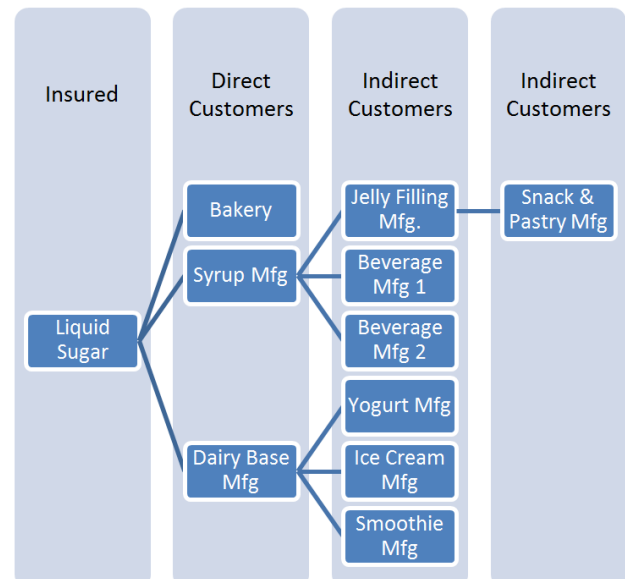 Insured
Direct
Customers
Indirect
Customers
Indirect
Customers
Bakery
Jelly Filling
Mfg.
Snack &
Pastry Mfg
Syrup Mfg
Beverage
Mfg 1
Liquid
Sugar
Beverage
Mfg 2
Yogurt Mfg
Dairy Base
Mfg
Ice Cream
Mfg
Smoothie
Mfg